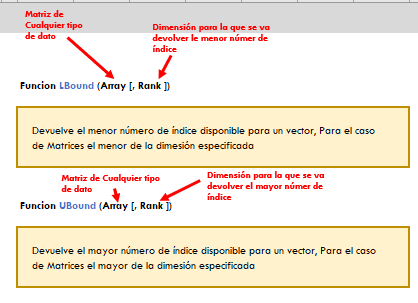 Matriz de
Cualquier tipo
de dato
Dimensión para la que se va
devolver le menor númer de
índice
Funcion LBound (Array [, Rank ])
Devuelve el menor número de índice disponible para un vector, Para el caso
de Matrices el menor de la dimesión especificada
Matriz de Cualquier tipo
de dato
Dimensión para la que se va
devolver el mayor númer de
índice
Funcion UBound (Array [, Rank ])
Devuelve el mayor número de índice disponible para un vector, Para el caso
de Matrices el mayor de la dimesión especificada